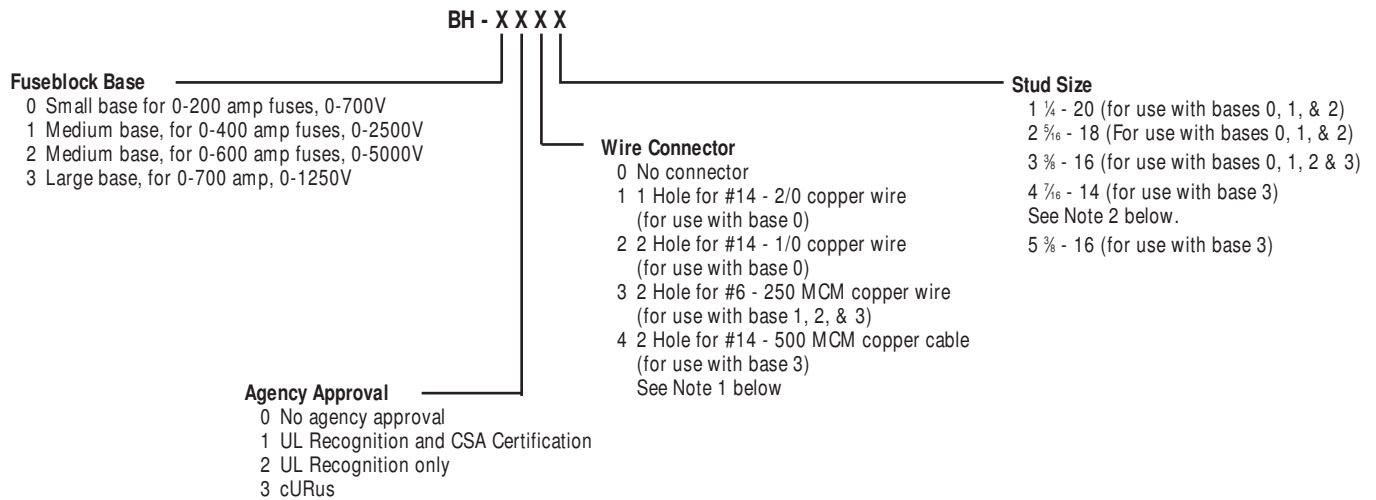 BH - X X X X
Fuseblock Base
0 Small base for 0-200 amp fuses, 0-700V
1 Medium base, for 0-400 amp fuses, 0-2500V
2 Medium base, for 0-600 amp fuses, 0-5000V
3 Large base, for 0-700 amp, 0-1250V
Stud Size
1 ¼ - 20 (for use with bases 0, 1, & 2)
2 ⁵⁄₁₆ - 18 (For use with bases 0, 1, & 2)
3 ⅜ - 16 (for use with bases 0, 1, 2 & 3)
4 ⁷⁄₁₆ - 14 (for use with base 3)
See Note 2 below.
5 ⅜ - 16 (for use with base 3)
Wire Connector
0 No connector
1 1 Hole for #14 - 2/0 copper wire
(for use with base 0)
2 2 Hole for #14 - 1/0 copper wire
(for use with base 0)
3 2 Hole for #6 - 250 MCM copper wire
(for use with base 1, 2, & 3)
4 2 Hole for #14 - 500 MCM copper cable
(for use with base 3)
See Note 1 below
Agency Approval
0 No agency approval
1 UL Recognition and CSA Certification
2 UL Recognition only
3 cURus